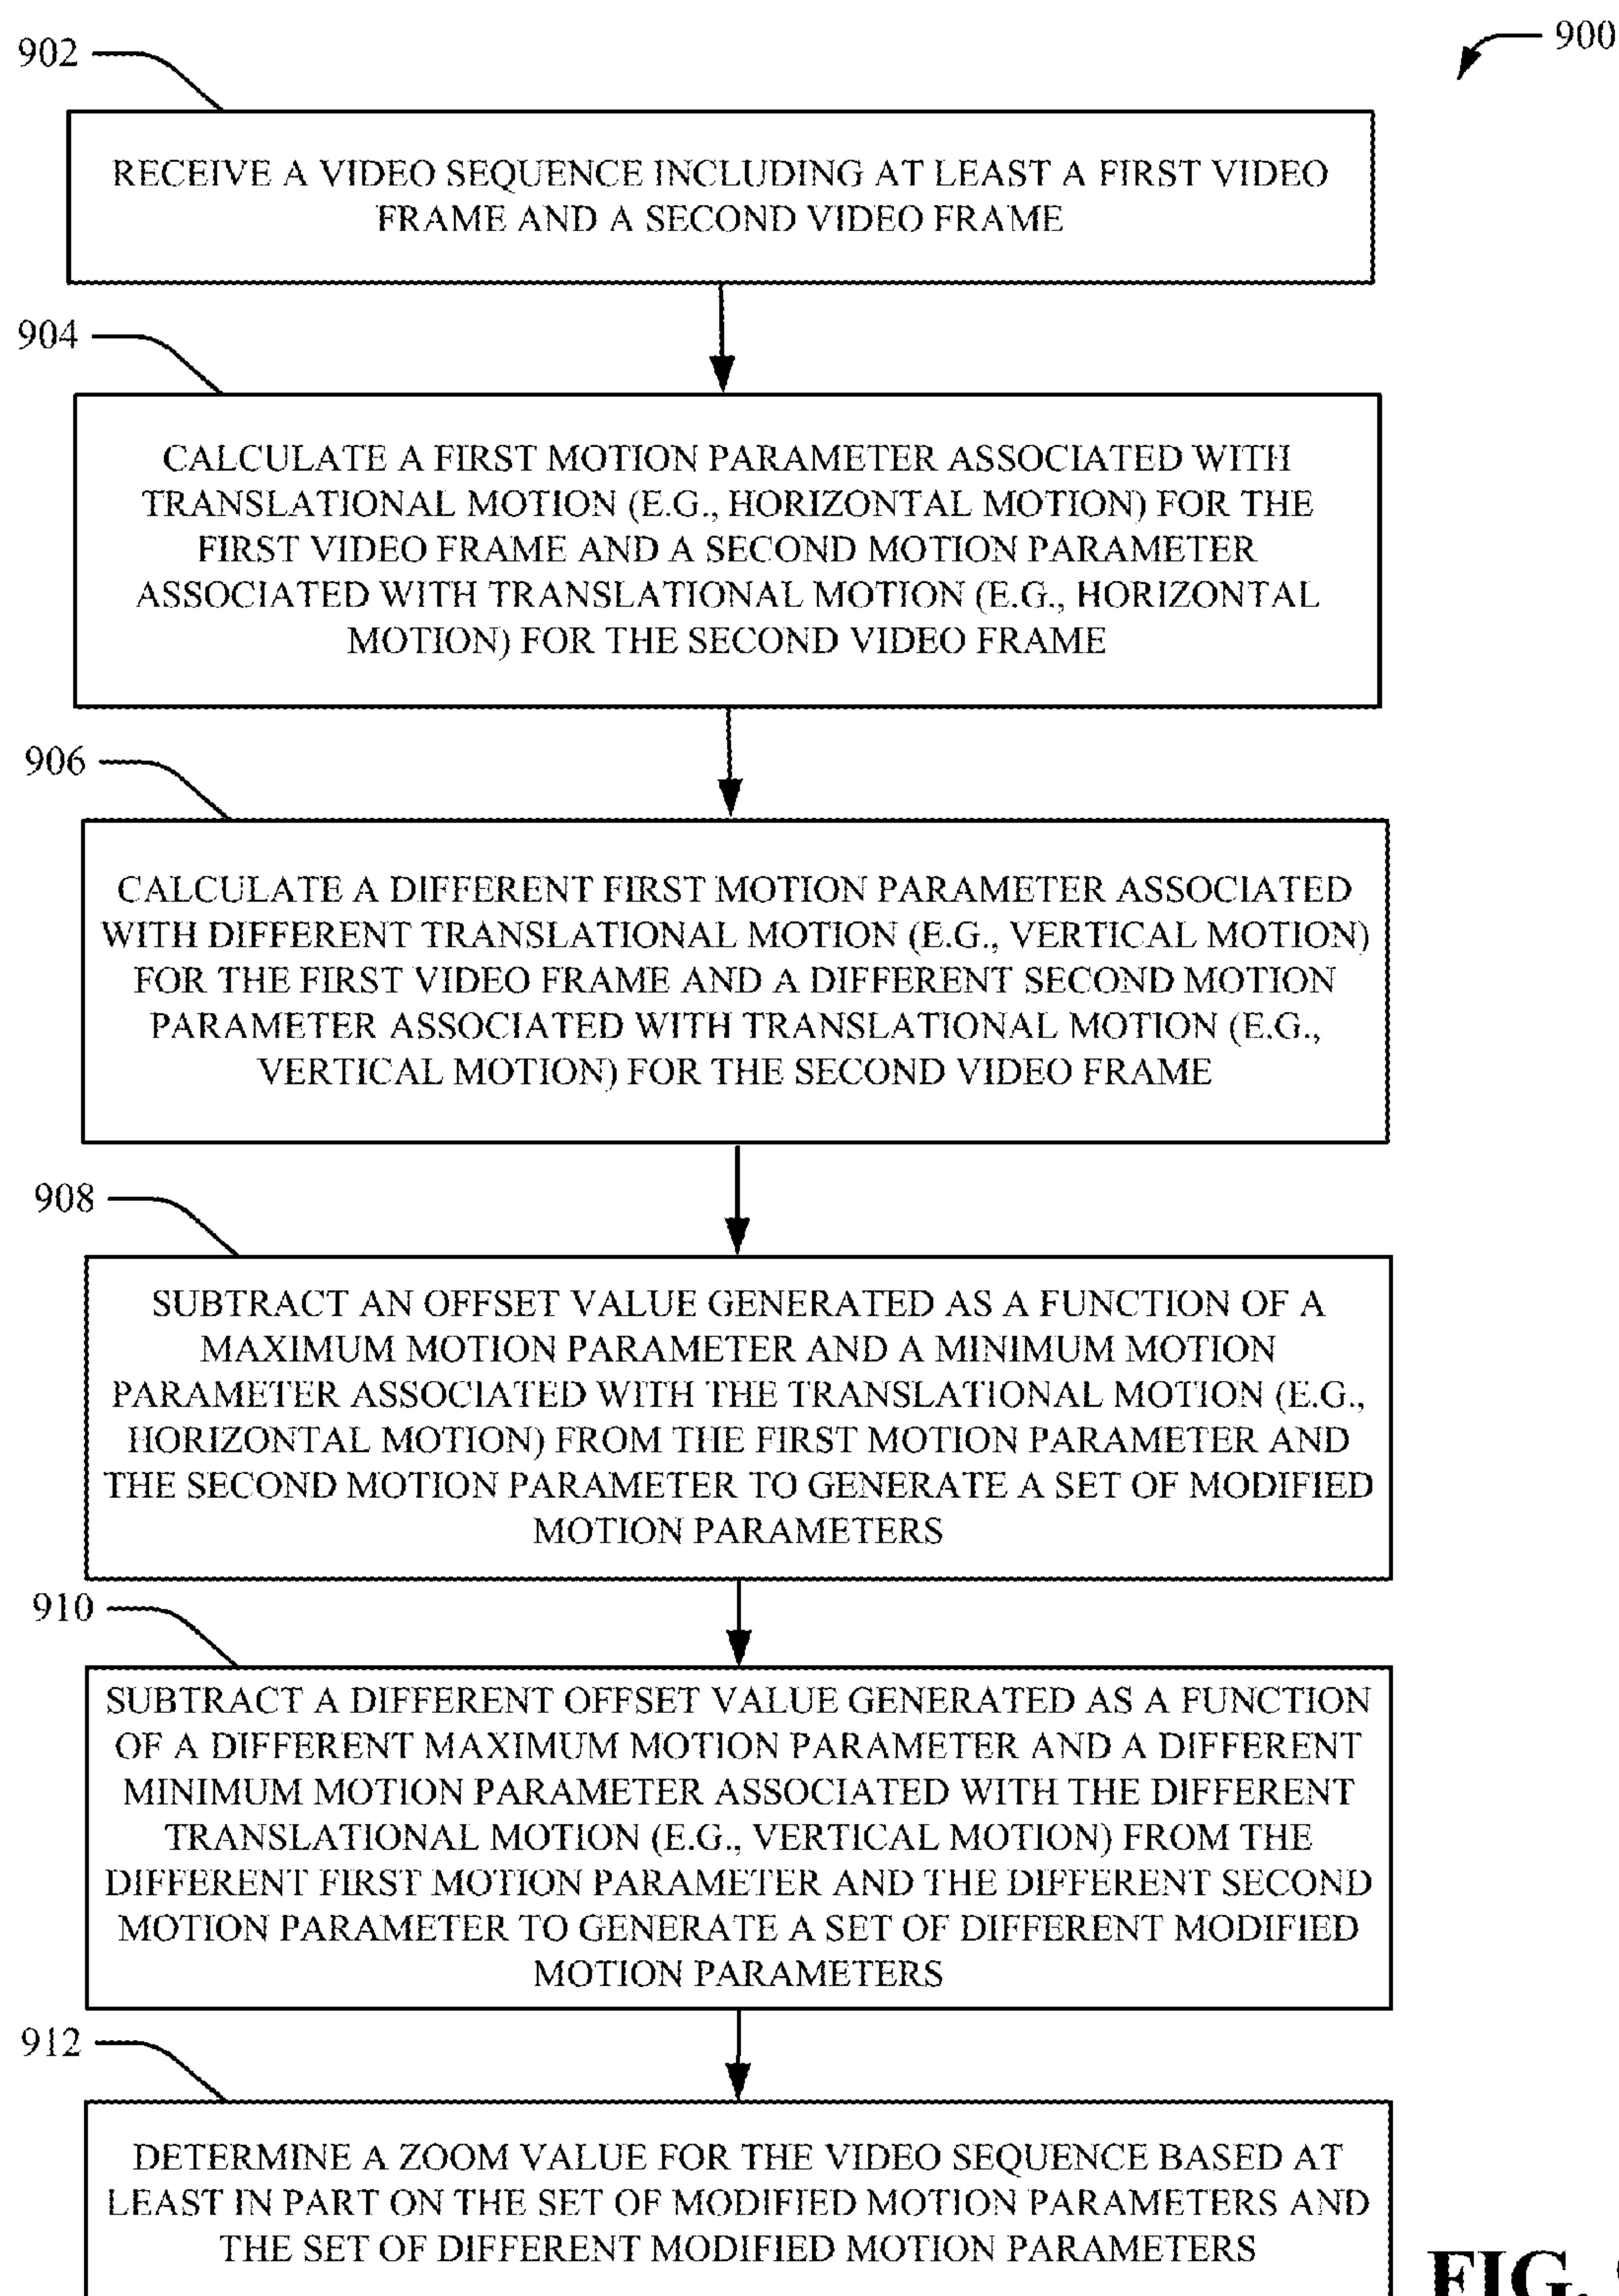 900
902
RECEIVE A VIDEO SEQUENCE INCLUDING AT LEAST A FIRST VIDEO
FRAME AND A SECOND VIDEO FRAME
904
CALCULATE A FIRST MOTION PARAMETER ASSOCIATED WITH
TRANSLATIONAL MOTION (E.G., HORIZONTAL MOTION) FOR THE
FIRST VIDEO FRAME AND A SECOND MOTION PARAMETER
ASSOCIATED WITH TRANSLATIONAL MOTION (E.G., HORIZONTAL
MOTION) FOR THE SECOND VIDEO FRAME
906
CALCULATE A DIFFERENT FIRST MOTION PARAMETER ASSOCIATED
WITH DIFFERENT TRANSLATIONAL MOTION (E.G., VERTICAL MOTION)
FOR THE FIRST VIDEO FRAME AND A DIFFERENT SECOND MOTION
PARAMETER ASSOCIATED WITH TRANSLATIONAL MOTION (E.G.,
VERTICAL MOTION) FOR THE SECOND VIDEO FRAME
908
SUBTRACT AN OFFSET VALUE GENERATED AS A FUNCTION OF A
MAXIMUM MOTION PARAMETER AND A MINIMUM MOTION
PARAMETER ASSOCIATED WITH THE TRANSLATIONAL MOTION (E.G.,
HORIZONTAL MOTION) FROM THE FIRST MOTION PARAMETER AND
THE SECOND MOTION PARAMETER TO GENERATE A SET OF MODIFIED
MOTION PARAMETERS
910
SUBTRACT A DIFFERENT OFFSET VALUE GENERATED AS A FUNCTION
OF A DIFFERENT MAXIMUM MOTION PARAMETER AND A DIFFERENT
MINIMUM MOTION PARAMETER ASSOCIATED WITH THE DIFFERENT
TRANSLATIONAL MOTION (E.G., VERTICAL MOTION) FROM THE
DIFFERENT FIRST MOTION PARAMETER AND THE DIFFERENT SECOND
MOTION PARAMETER TO GENERATE A SET OF DIFFERENT MODIFIED
MOTION PARAMETERS
912
DETERMINE A ZOOM VALUE FOR THE VIDEO SEQUENCE BASED AT
LEAST IN PART ON THE SET OF MODIFIED MOTION PARAMETERS AND
THE SET OF DIFFERENT MODIFIED MOTION PARAMETERS
FIG.